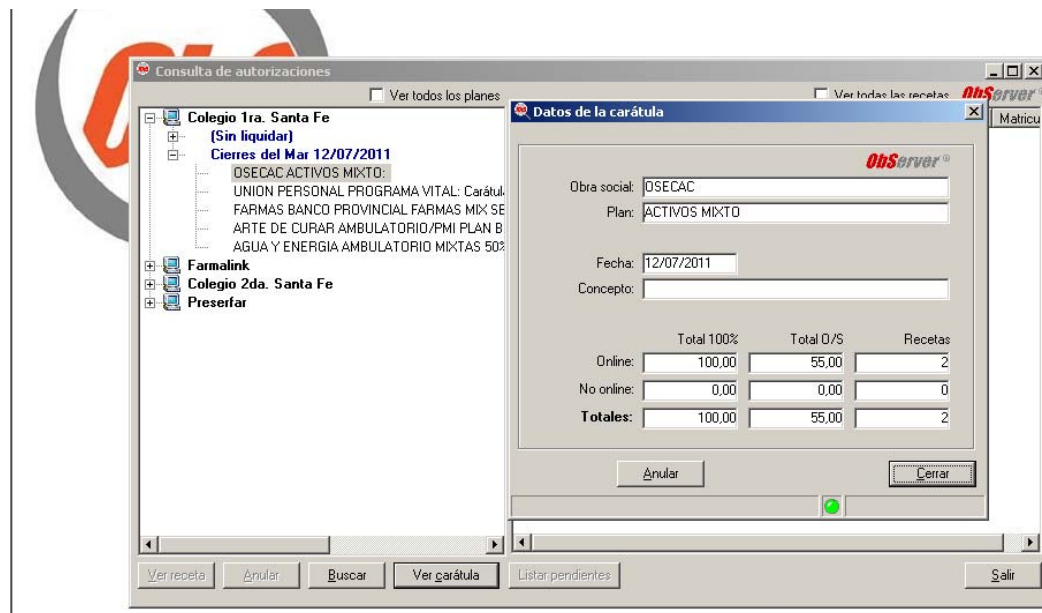 Consulta de autorizaciones
Ver todos los planes
Ver todas las recetas
ObServer
Matricu
Colegio 1ra. Santa Fe
(Sin liquidar)
Cierres del Mar 12/07/2011
OSECAC ACTIVOS MIXTO:
UNION PERSONAL PROGRAMA VITAL: Carátul
FARMAS BANCO PROVINCIAL FARMAS MIX SE
ARTE DE CURAR AMBULATORIO/PMI PLAN B
AGUA Y ENERGIA AMBULATORIO MIXTAS 50%
Farmalink
Colegio 2da. Santa Fe
Preserfar
Datos de la carátula
ObServer ®
Obra social: OSECAC
Plan: ACTIVOS MIXTO
Fecha: 12/07/2011
Concepto:
Total 100% Total O/S Recetas
Online: 100,00 55,00 2
No online: 0,00 0,00 0
Totales: 100,00 55,00 2
Anular Cerrar
Ver receta Anular Buscar Ver carátula Listar pendientes Salir